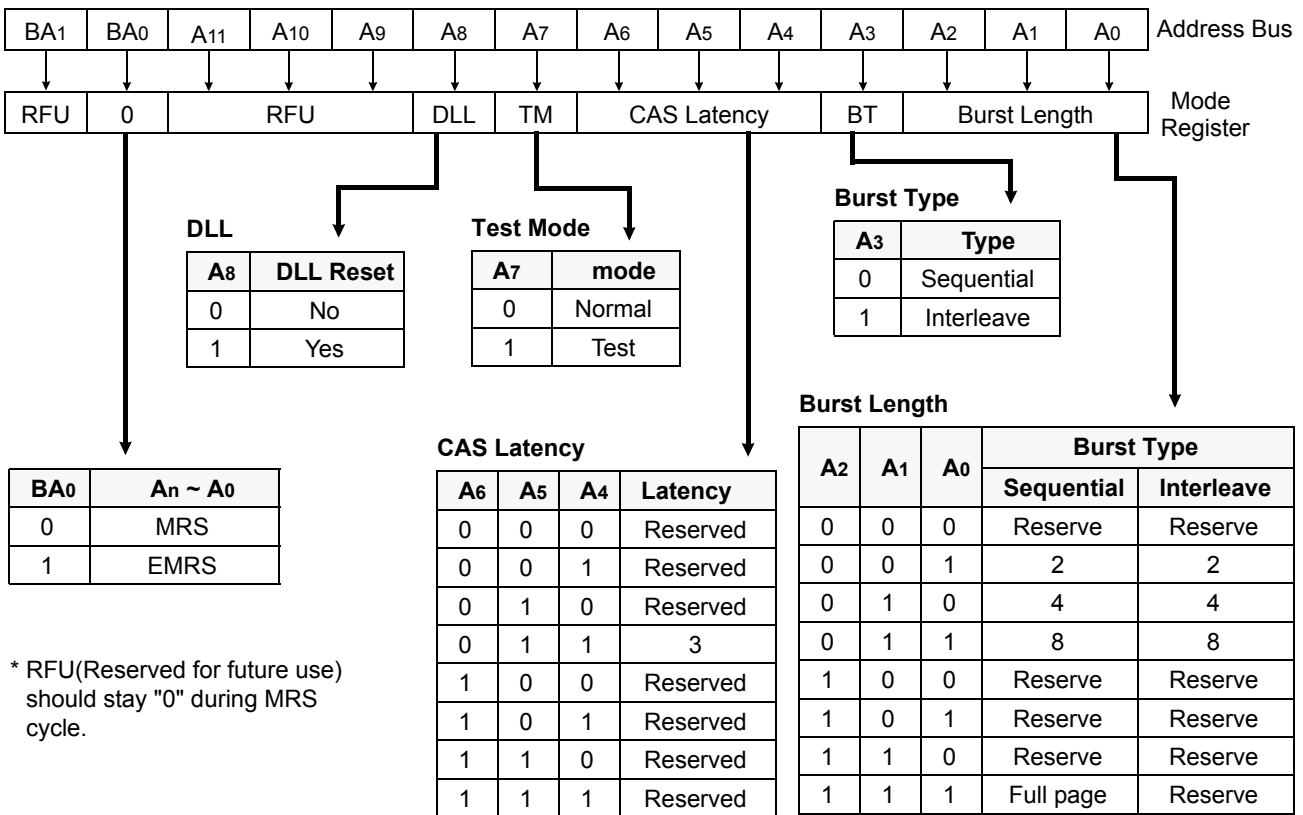 BA1 BA0 A11 A10 A9 A8 A7 A6 A5 A4 A3 A2 A1 A0 Address Bus
RFU 0 RFU DLL TM CAS Latency BT Burst Length Mode Register
DLL
A8 DLL Reset
0 No
1 Yes
Test Mode
A7 mode
0 Normal
1 Test
Burst Type
A3 Type
0 Sequential
1 Interleave
BA0 An ~ A0
0 MRS
1 EMRS
* RFU(Reserved for future use)
should stay "0" during MRS
cycle.
CAS Latency
A6 A5 A4 Latency
0 0 0 Reserved
0 0 1 Reserved
0 1 0 Reserved
0 1 1 3
1 0 0 Reserved
1 0 1 Reserved
1 1 0 Reserved
1 1 1 Reserved
Burst Length
A2 A1 A0 Burst Type
Sequential Interleave
0 0 0 Reserve Reserve
0 0 1 2 2
0 1 0 4 4
0 1 1 8 8
1 0 0 Reserve Reserve
1 0 1 Reserve Reserve
1 1 0 Reserve Reserve
1 1 1 Full page Reserve